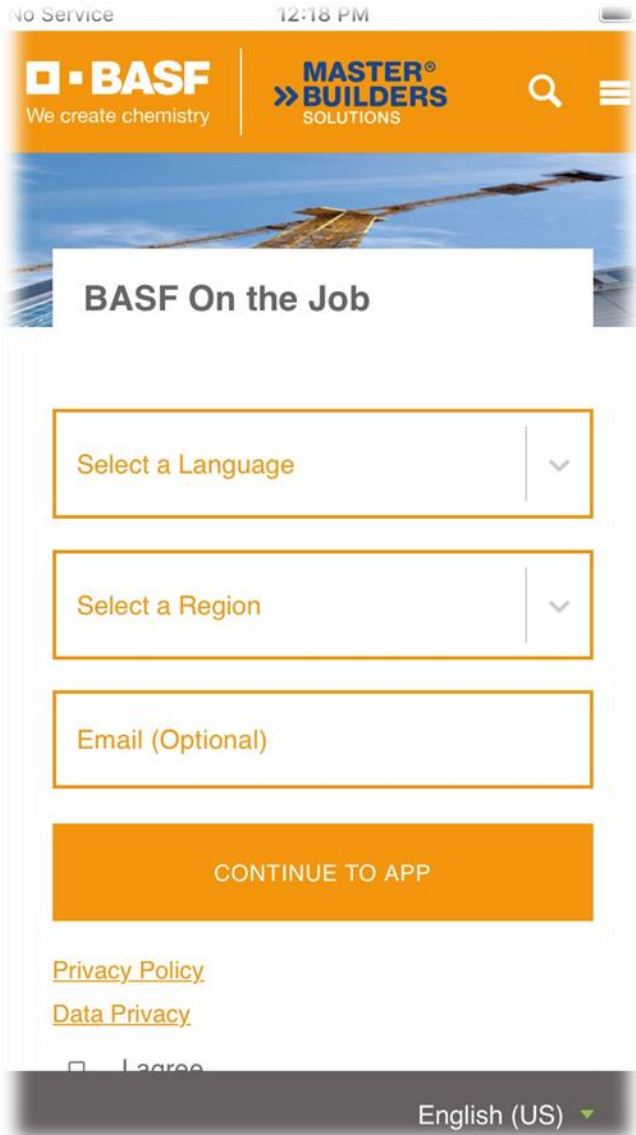 No Service 12:18 PM
BASF
We create chemistry
MASTER®
BUILDERS
SOLUTIONS
BASF On the Job
Select a Language
Select a Region
Email (Optional)
CONTINUE TO APP
Privacy Policy
Data Privacy
I agree
English (US)